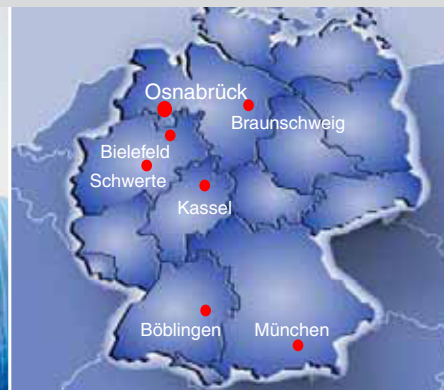 Osnabrück
Braunschweig
Bielefeld
Schwerte
Kassel
Böblingen
München